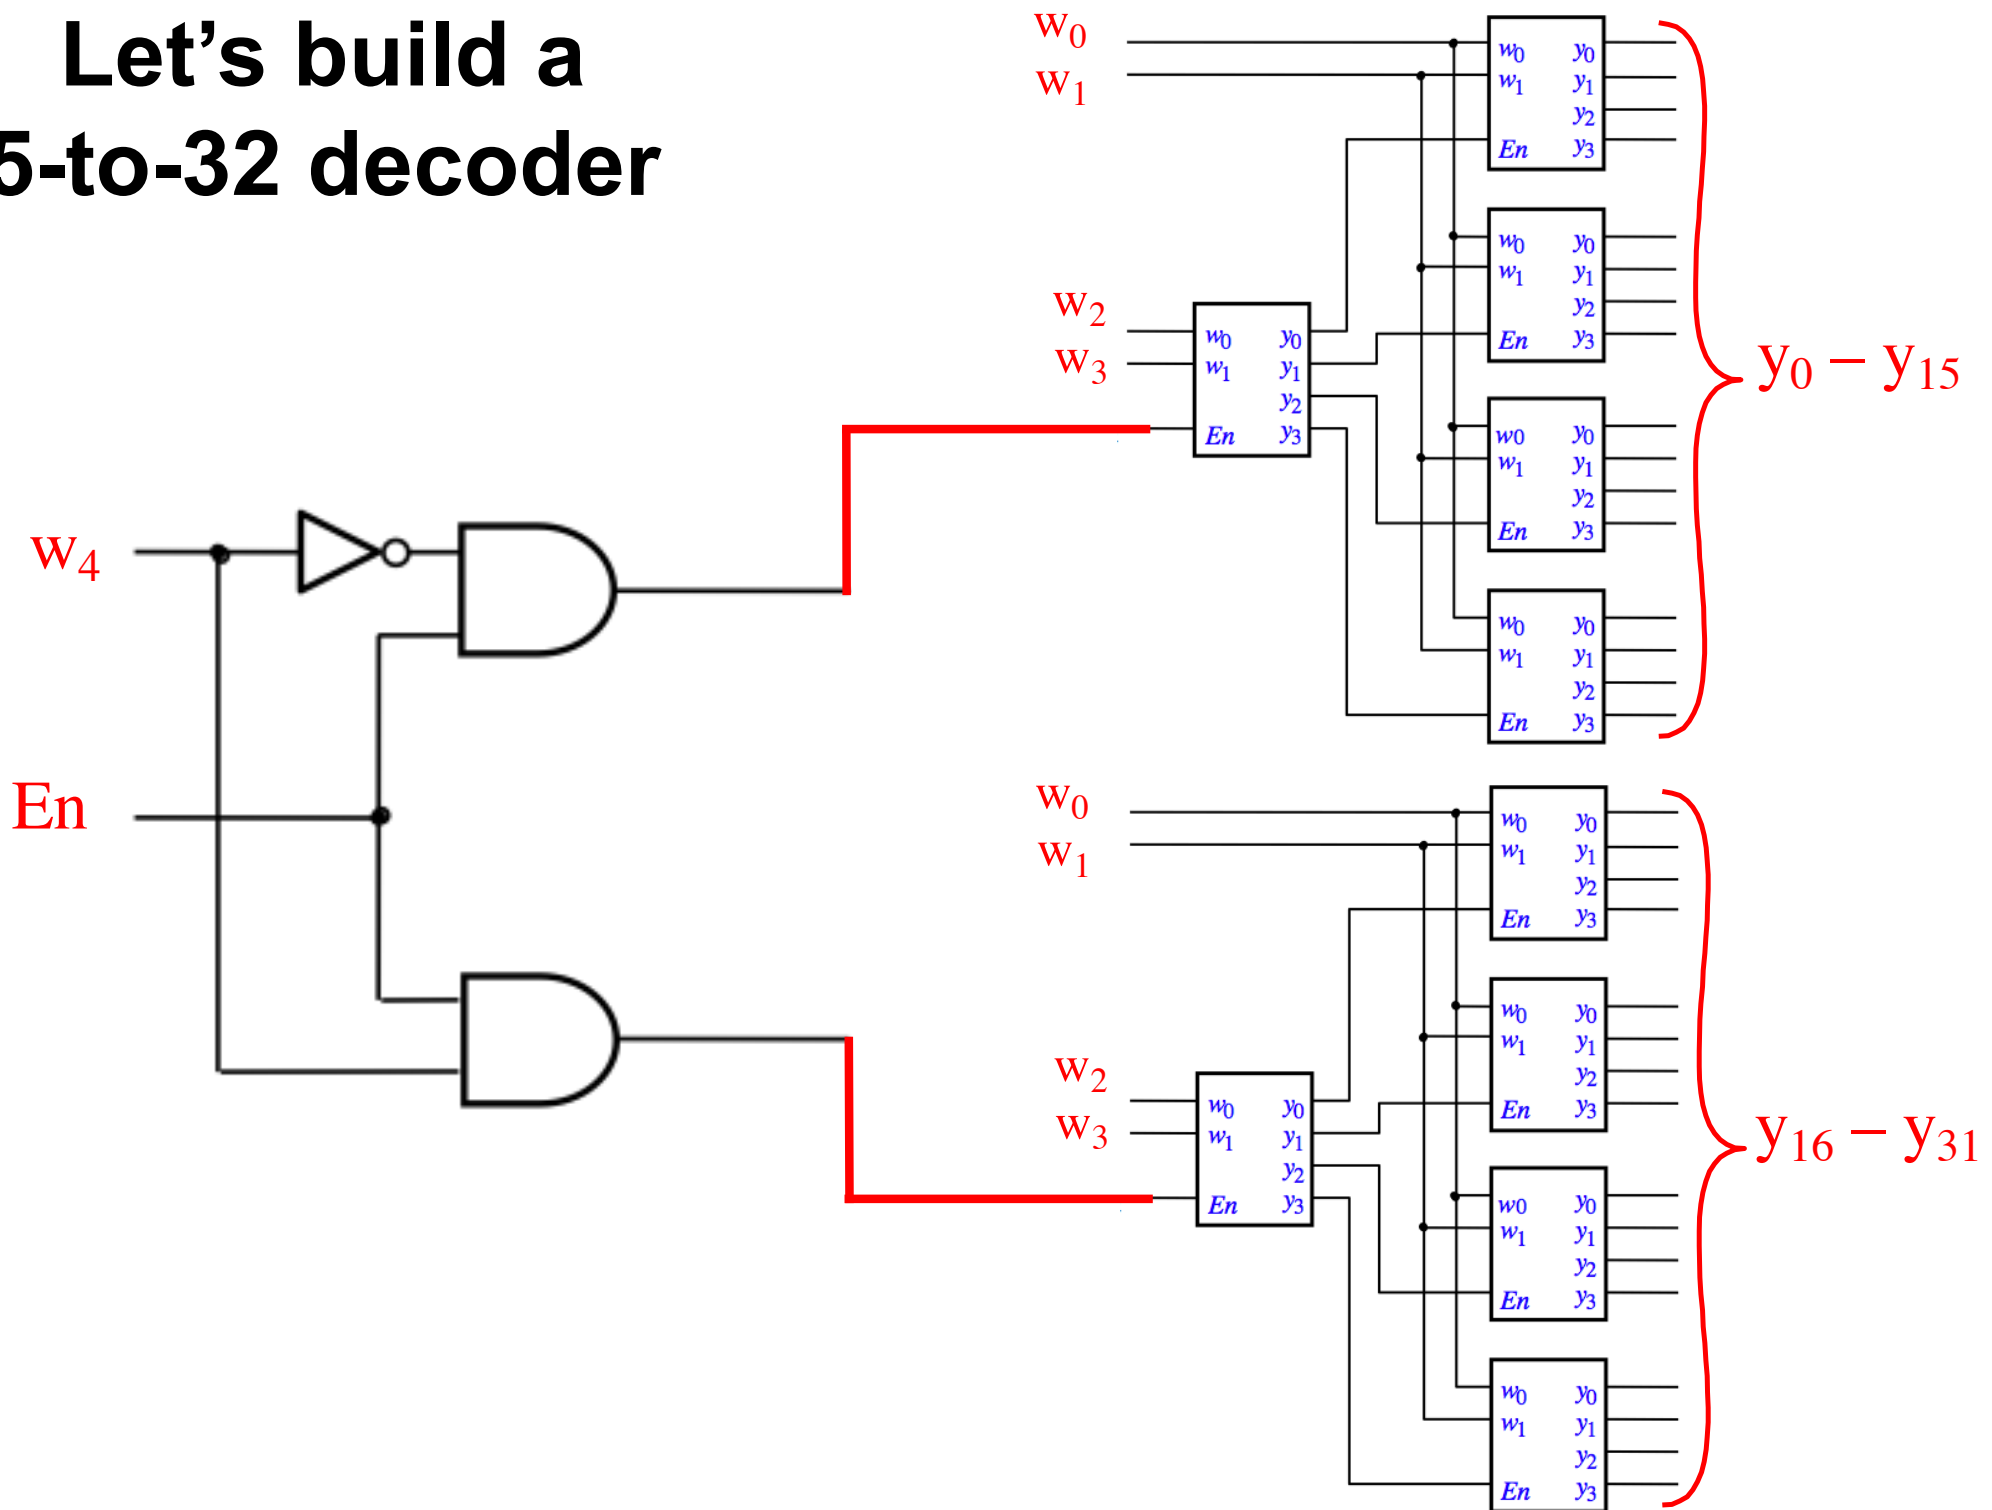 Let’s build a
5-to-32 decoder
w0
w1
w0 y0
w1 y1
y2
En y3
w0 y0
w1 y1
y2
En y3
w2
w3
w0 y0
w1 y1
y2
En y3
y0 – y15
w0 y0
w1 y1
y2
En y3
w4
w0 y0
w1 y1
y2
En y3
En
w0
w1
w0 y0
w1 y1
y2
En y3
w0 y0
w1 y1
y2
En y3
w2
w3
w0 y0
w1 y1
y2
En y3
y16 – y31
w0 y0
w1 y1
y2
En y3
w0 y0
w1 y1
y2
En y3